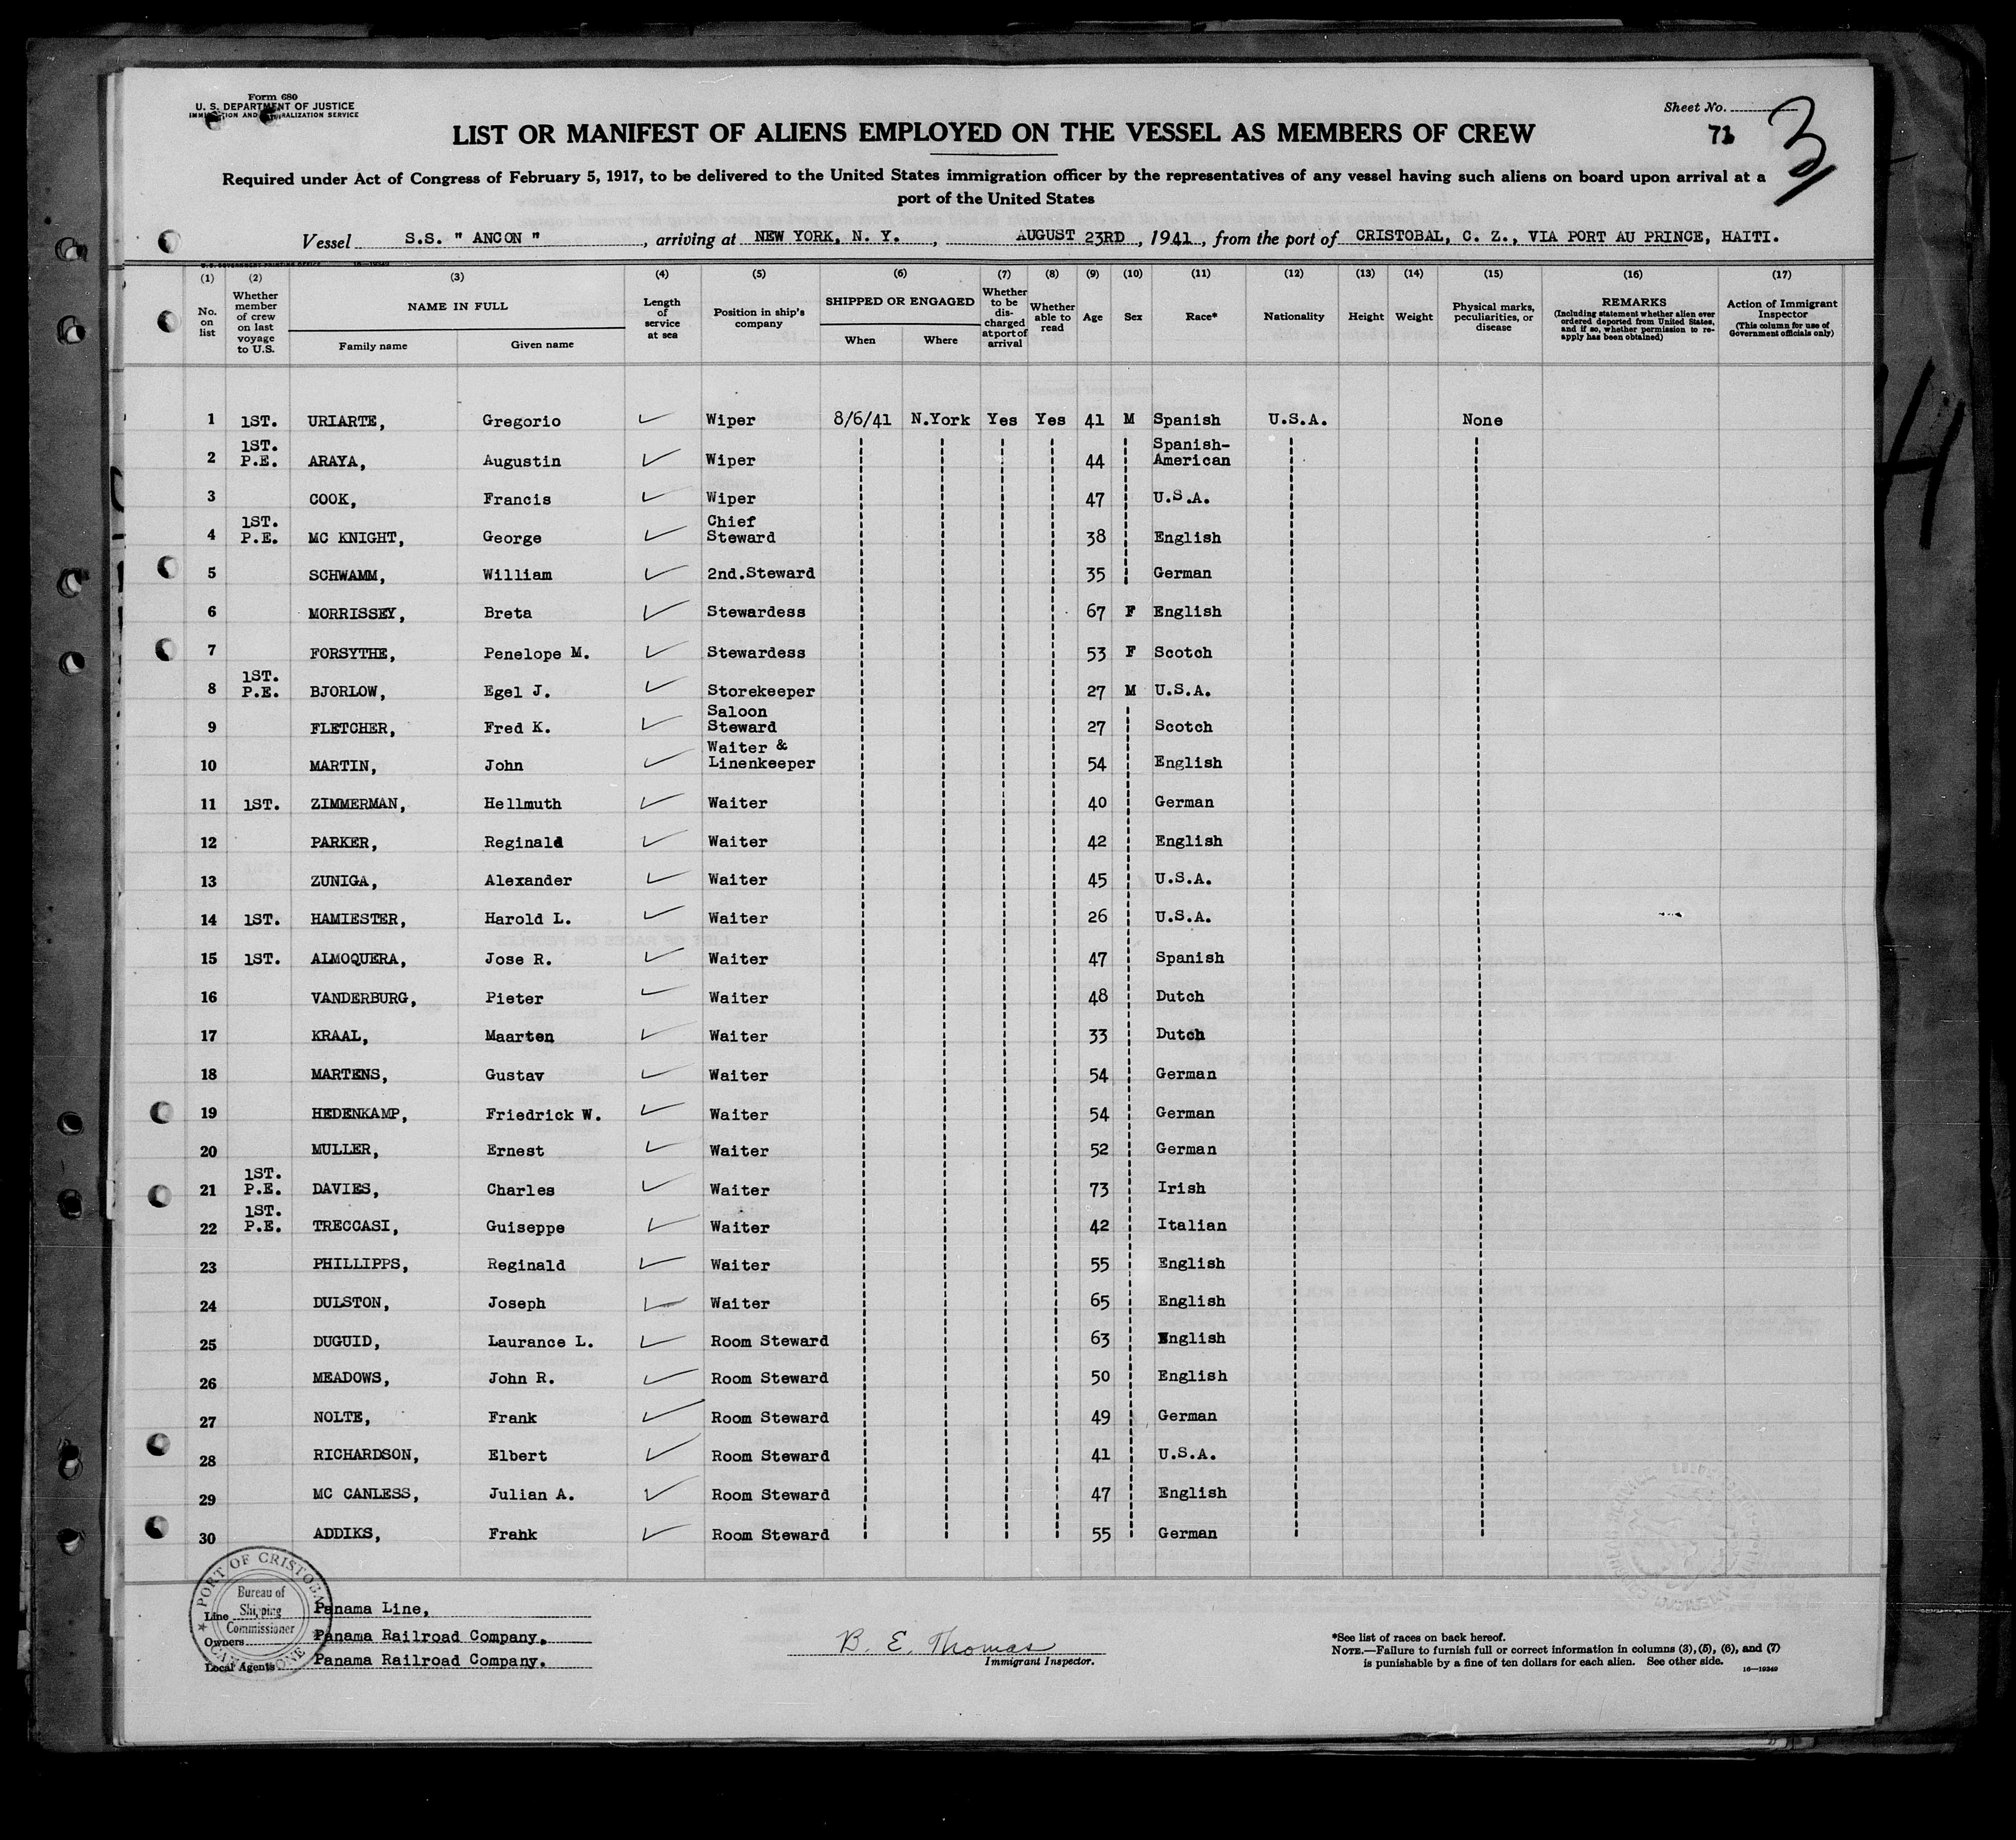 Form 680
U. S. DEPARTMENT OF JUSTICE
IMMIGRATION AND NATURALIZATION SERVICE
Sheet No.
3
LIST OR MANIFEST OF ALIENS EMPLOYED ON THE VESSEL AS MEMBERS OF CREW
Required under Act of Congress of February 5, 1917, to be delivered to the United States immigration officer by the representatives of any vessel having such aliens on board upon arrival at a
port of the United States
Vessel S.S. " ANCON ", arriving at NEW YORK, N. Y., AUGUST 23RD, 1941, from the port of CRISTOBAL, C. Z., VIA PORT AU PRINCE, HAITI.
U. S. GOVERNMENT PRINTING OFFICE 16—19349
(1) (2) (3) (4) (5) (6) (7) (8) (9) (10) (11) (12) (13) (14) (15) (16) (17)
No. on list
Whether member of crew on last voyage to U.S.
NAME IN FULL
Family name
Given name
Length of service at sea
Position in ship's company
SHIPPED OR ENGAGED
When
Where
Whether to be discharged at port of arrival
Whether able to read
Age
Sex
Race*
Nationality
Height
Weight
Physical marks, peculiarities, or disease
REMARKS
(Including statement whether alien ever ordered deported from United States, and if so, whether permission to reapply has been obtained)
Action of Immigrant Inspector
(This column for use of Government officials only)
1 1ST. URIARTE, Gregorio Wiper 8/6/41 N.York Yes Yes 41 M Spanish U.S.A. None
2 1ST. P.E. ARAYA, Augustin Wiper 44 Spanish-American
3 COOK, Francis Wiper 47 U.S.A.
4 1ST. P.E. MC KNIGHT, George Chief Steward 38 English
5 SCHWAMM, William 2nd.Steward 35 German
6 MORRISSEY, Breta Stewardess 67 F English
7 FORSYTHE, Penelope M. Stewardess 53 F Scotch
8 1ST. P.E. BJORLOW, Egel J. Storekeeper 27 M U.S.A.
9 FLETCHER, Fred K. Saloon Steward 27 Scotch
10 MARTIN, John Waiter & Linenkeeper 54 English
11 1ST. ZIMMERMAN, Hellmuth Waiter 40 German
12 PARKER, Reginald Waiter 42 English
13 ZUNIGA, Alexander Waiter 45 U.S.A.
14 1ST. HAMIESTER, Harold L. Waiter 26 U.S.A.
15 1ST. ALMOQUERA, Jose R. Waiter 47 Spanish
16 VANDERBURG, Pieter Waiter 48 Dutch
17 KRAAL, Maarten Waiter 33 Dutch
18 MARTENS, Gustav Waiter 54 German
19 HEDENKAMP, Friedrick W. Waiter 54 German
20 MULLER, Ernest Waiter 52 German
21 1ST. P.E. DAVIES, Charles Waiter 73 Irish
22 1ST. P.E. TRECCASI, Guiseppe Waiter 42 Italian
23 PHILLIPPS, Reginald Waiter 55 English
24 DULSTON, Joseph Waiter 65 English
25 DUGUID, Laurance L. Room Steward 63 English
26 MEADOWS, John R. Room Steward 50 English
27 NOLTE, Frank Room Steward 49 German
28 RICHARDSON, Elbert Room Steward 41 U.S.A.
29 MC CANLESS, Julian A. Room Steward 47 English
30 ADDIKS, Frahk Room Steward 55 German
PORT OF CRISTOBAL
Bureau of Shipping Commissioner
CANAL ZONE
Line Panama Line,
Owners Panama Railroad Company.
Local Agents Panama Railroad Company.
B. E. Thomas
Immigrant Inspector.
*See list of races on back hereof.
NOTE.—Failure to furnish full or correct information in columns (3), (5), (6), and (7)
is punishable by a fine of ten dollars for each alien. See other side.
16—19349